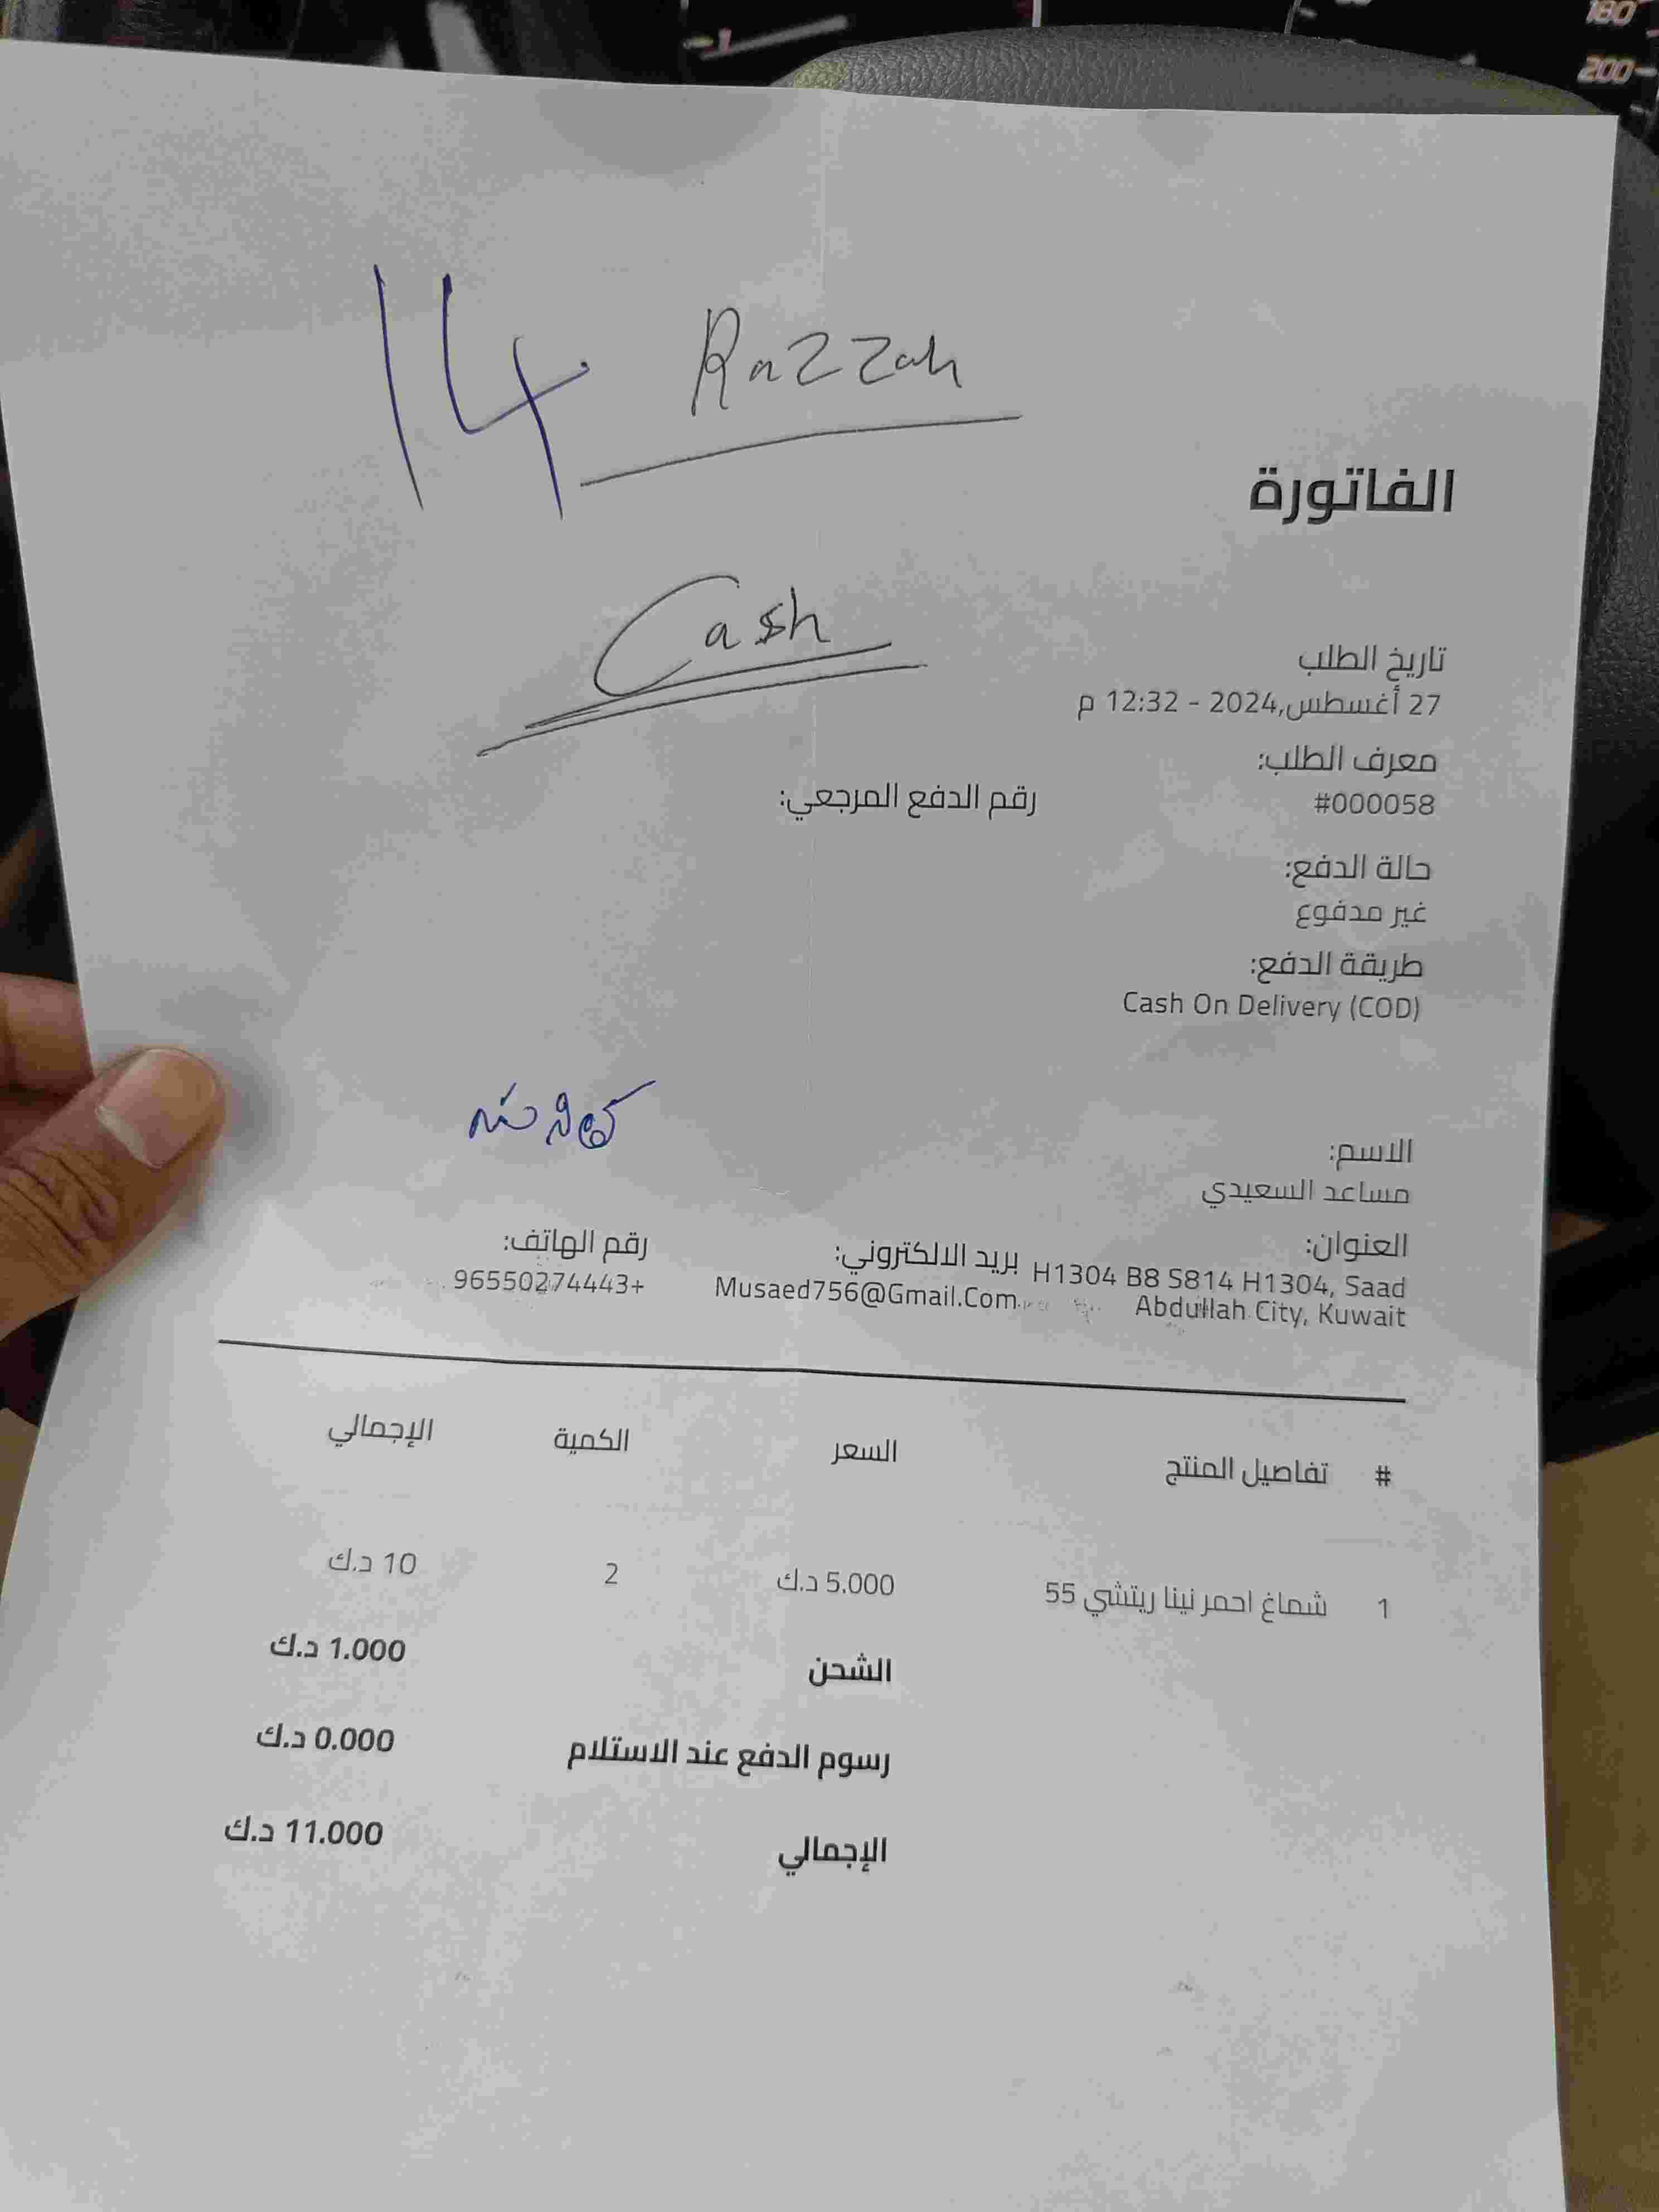 180
200
14 Razzah
الفاتورة
Cash
تاريخ الطلب
27 أغسطس,2024 - 12:32 م
معرف الطلب:
#000058
رقم الدفع المرجعي:
حالة الدفع:
غير مدفوع
طريقة الدفع:
Cash On Delivery (COD)
الاسم:
مساعد السعيدي
العنوان:
H1304 B8 S814 H1304, Saad
Abdullah City, Kuwait
بريد الالكتروني:
Musaed756@Gmail.Com
رقم الهاتف:
96550274443+
# تفاصيل المنتج السعر الكمية الإجمالي
1 شماغ احمر نينا ريتشي 55 5.000 د.ك 2 10 د.ك
الشحن 1.000 د.ك
رسوم الدفع عند الاستلام 0.000 د.ك
الإجمالي 11.000 د.ك